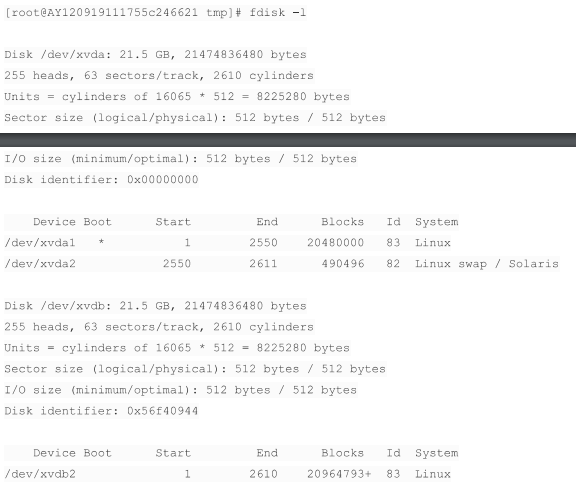 [root@AY120919111755c246621 tmp]# fdisk -l
Disk /dev/xvda: 21.5 GB, 21474836480 bytes
255 heads, 63 sectors/track, 2610 cylinders
Units = cylinders of 16065 * 512 = 8225280 bytes
Sector size (logical/physical): 512 bytes / 512 bytes
I/O size (minimum/optimal): 512 bytes / 512 bytes
Disk identifier: 0x00000000
Device Boot Start End Blocks Id System
/dev/xvda1 * 1 2550 20480000 83 Linux
/dev/xvda2 2550 2611 490496 82 Linux swap / Solaris
Disk /dev/xvdb: 21.5 GB, 21474836480 bytes
255 heads, 63 sectors/track, 2610 cylinders
Units = cylinders of 16065 * 512 = 8225280 bytes
Sector size (logical/physical): 512 bytes / 512 bytes
I/O size (minimum/optimal): 512 bytes / 512 bytes
Disk identifier: 0x56f40944
Device Boot Start End Blocks Id System
/dev/xvdb2 1 2610 20964793+ 83 Linux